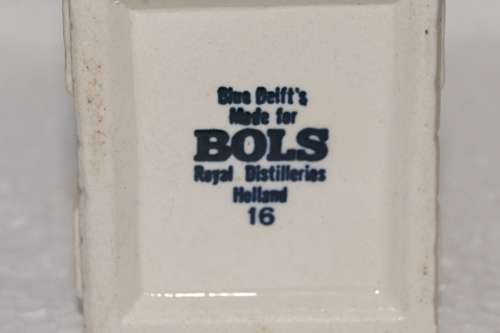 Blue Delft's
Made for
BOLS
Royal Distilleries
Holland
16